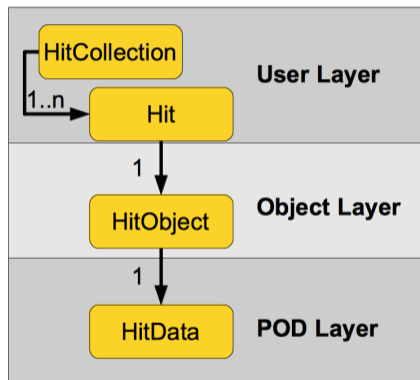 HitCollection
User Layer
1..n
Hit
1
HitObject
Object Layer
1
HitData
POD Layer